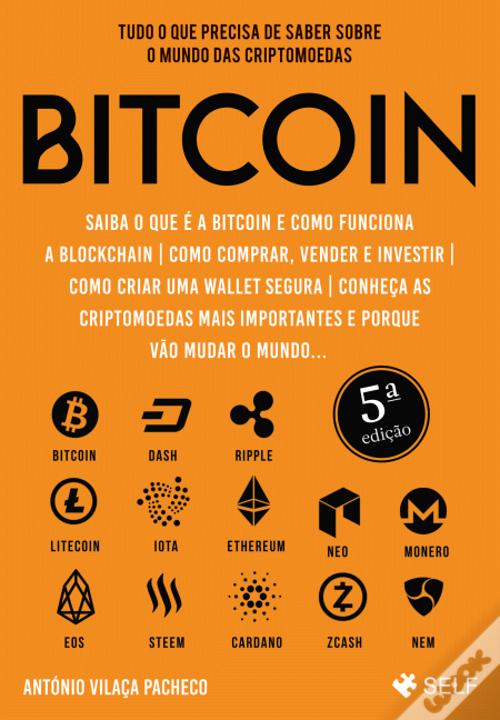 TUDO O QUE PRECISA DE SABER SOBRE
O MUNDO DAS CRIPTOMOEDAS
BITCOIN
SAIBA O QUE É A BITCOIN E COMO FUNCIONA
A BLOCKCHAIN | COMO COMPRAR, VENDER E INVESTIR |
COMO CRIAR UMA WALLET SEGURA | CONHEÇA AS
CRIPTOMOEDAS MAIS IMPORTANTES E PORQUE
VÃO MUDAR O MUNDO...
5ª
edição
BITCOIN
DASH
RIPPLE
LITECOIN
IOTA
ETHEREUM
NEO
MONERO
EOS
STEEM
CARDANO
ZCASH
NEM
ANTÓNIO VILAÇA PACHECO
SELF
wook